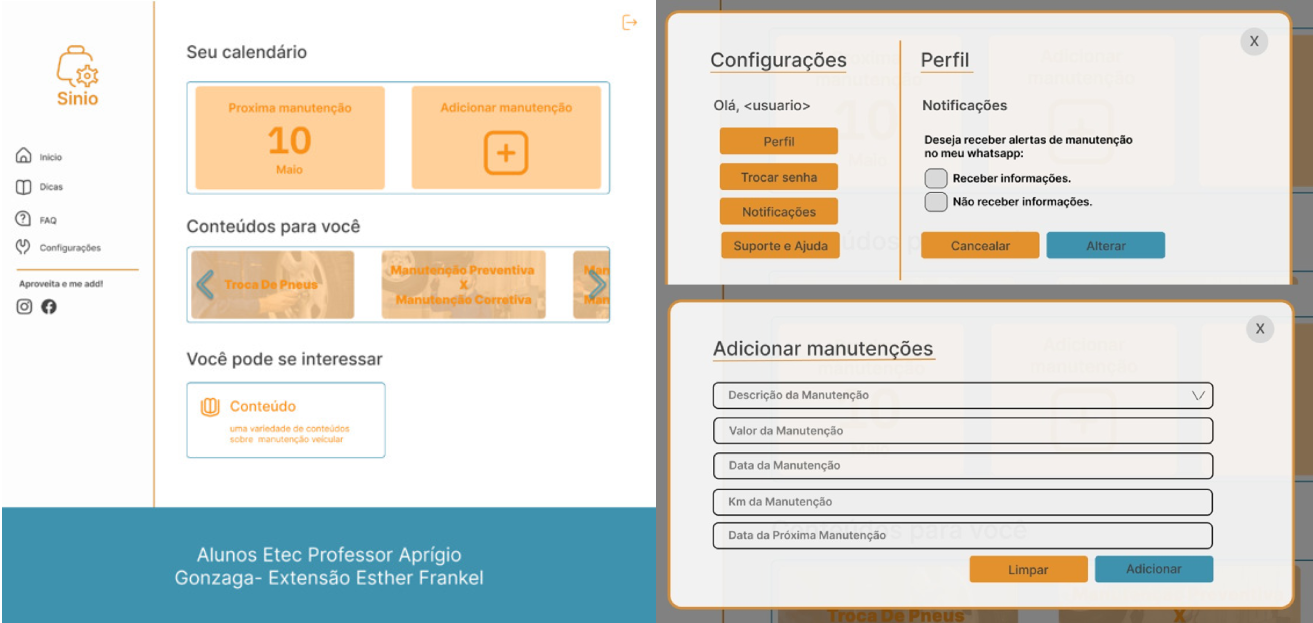 Sinio
Inicio
Dicas
FAQ
Configurações
Aproveita e me add!
Seu calendário
Proxima manutenção
10
Maio
Adicionar manutenção
Conteúdos para você
Troca De Pneus
Manutenção Preventiva
X
Manutenção Corretiva
Man
Man
Você pode se interessar
Conteúdo
uma variedade de conteúdos
sobre manutenção veicular
Alunos Etec Professor Aprígio
Gonzaga- Extensão Esther Frankel
X
Configurações
Olá, <usuario>
Perfil
Trocar senha
Notificações
Suporte e Ajuda
Perfil
Notificações
Deseja receber alertas de manutenção
no meu whatsapp:
Receber informações.
Não receber informações.
Cancealar
Alterar
X
Adicionar manutenções
Descrição da Manutenção
Valor da Manutenção
Data da Manutenção
Km da Manutenção
Data da Próxima Manutenção
Limpar
Adicionar
Troca De Pneus
X